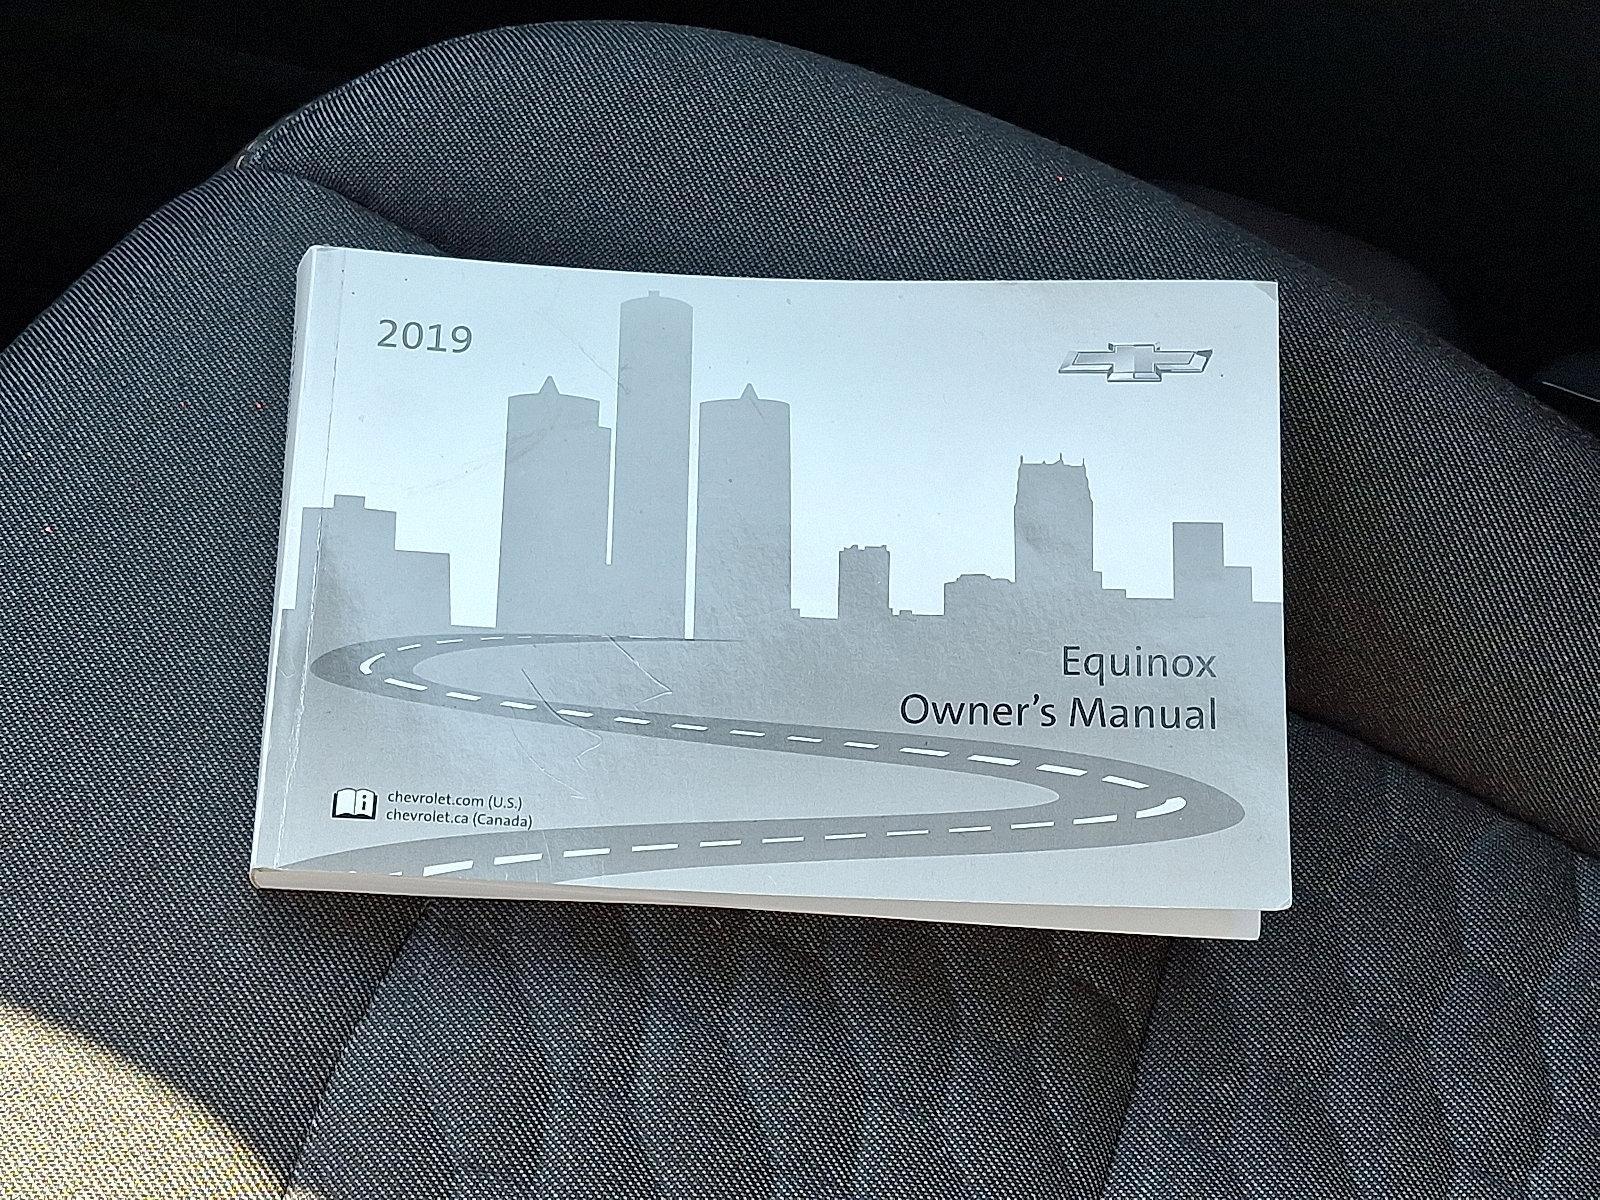 2019
Equinox
Owner's Manual
chevrolet.com (U.S.)
chevrolet.ca (Canada)